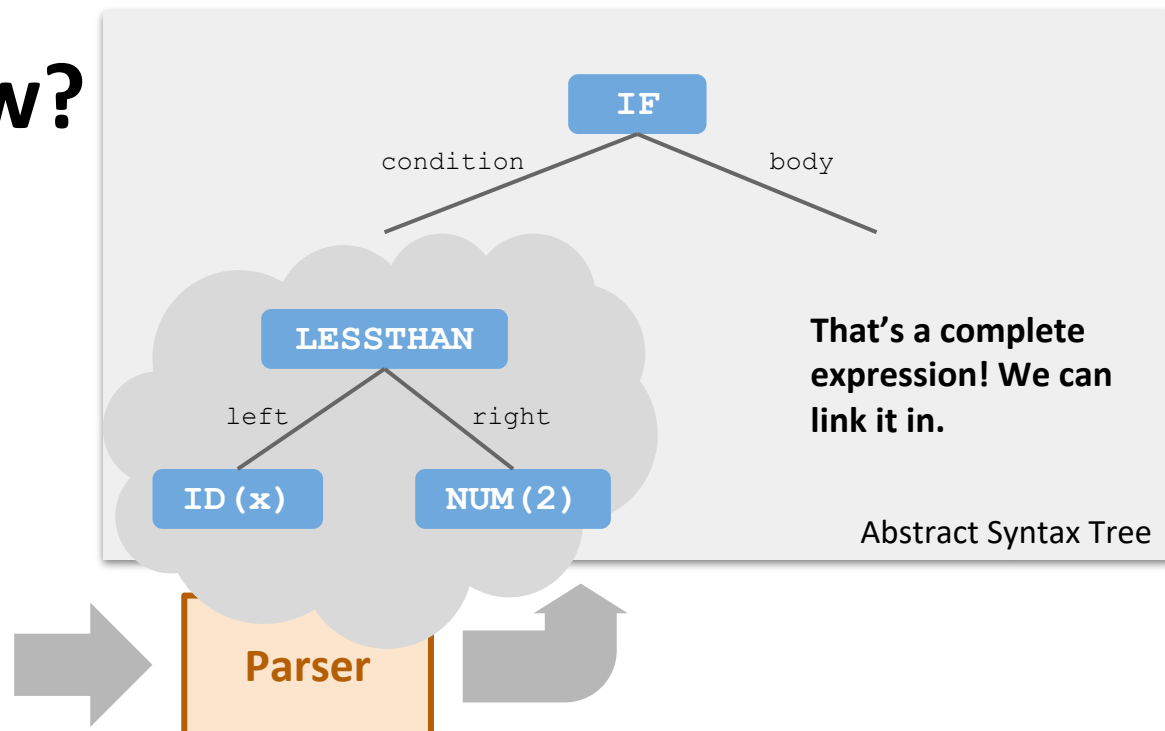 w?
IF
condition
body
LESSTHAN
That’s a complete
expression! We can
link it in.
left
right
ID(x)
NUM(2)
Abstract Syntax Tree
Parser